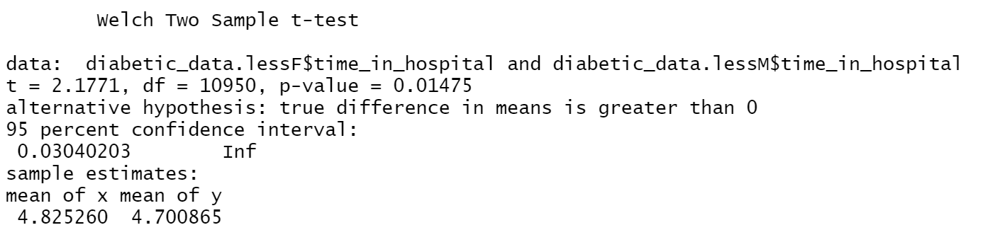 Welch Two Sample t-test
data:  diabetic_data.lessF$time_in_hospital and diabetic_data.lessM$time_in_hospital
t = 2.1771, df = 10950, p-value = 0.01475
alternative hypothesis: true difference in means is greater than 0
95 percent confidence interval:
 0.03040203        Inf
sample estimates:
mean of x mean of y
 4.825260  4.700865